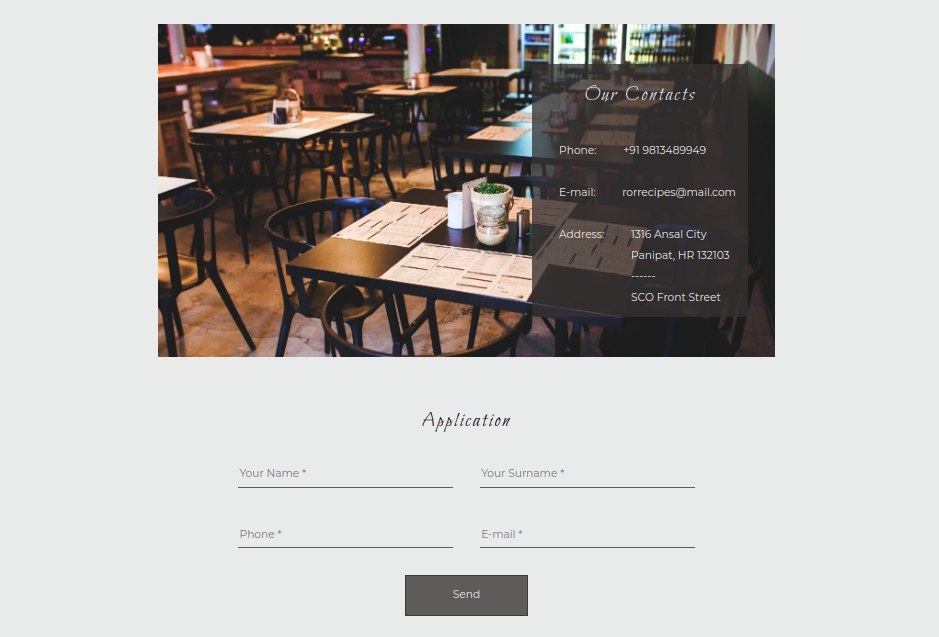 Our Contacts
Phone: +91 9813489949
E-mail: rorrecipes@mail.com
Address: 1316 Ansal City
Panipat, HR 132103
------
SCO Front Street
Application
Your Name * Your Surname *
Phone * E-mail *
Send